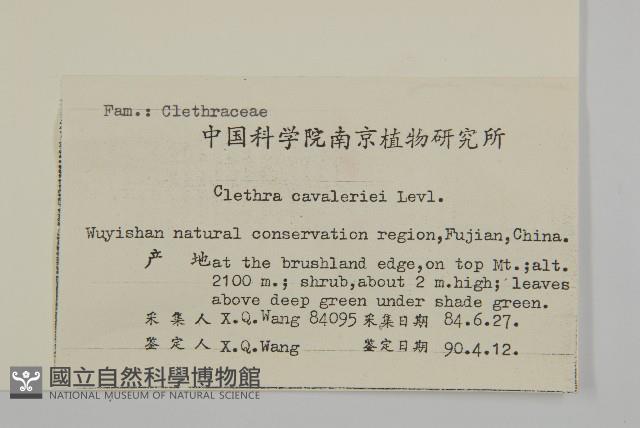 Fam.: Clethraceae
中国科学院南京植物研究所
Clethra cavaleriei Levl.
Wuyishan natural conservation region,Fujian,China.
产 地 at the brushland edge,on top Mt.;alt.
2100 m.; shrub,about 2 m.high; leaves
above deep green under shade green.
采集人 X.Q.Wang 84095 采集日期 84.6.27.
鉴定人 X.Q.Wang 鉴定日期 90.4.12.
國立自然科學博物館
NATIONAL MUSEUM OF NATURAL SCIENCE